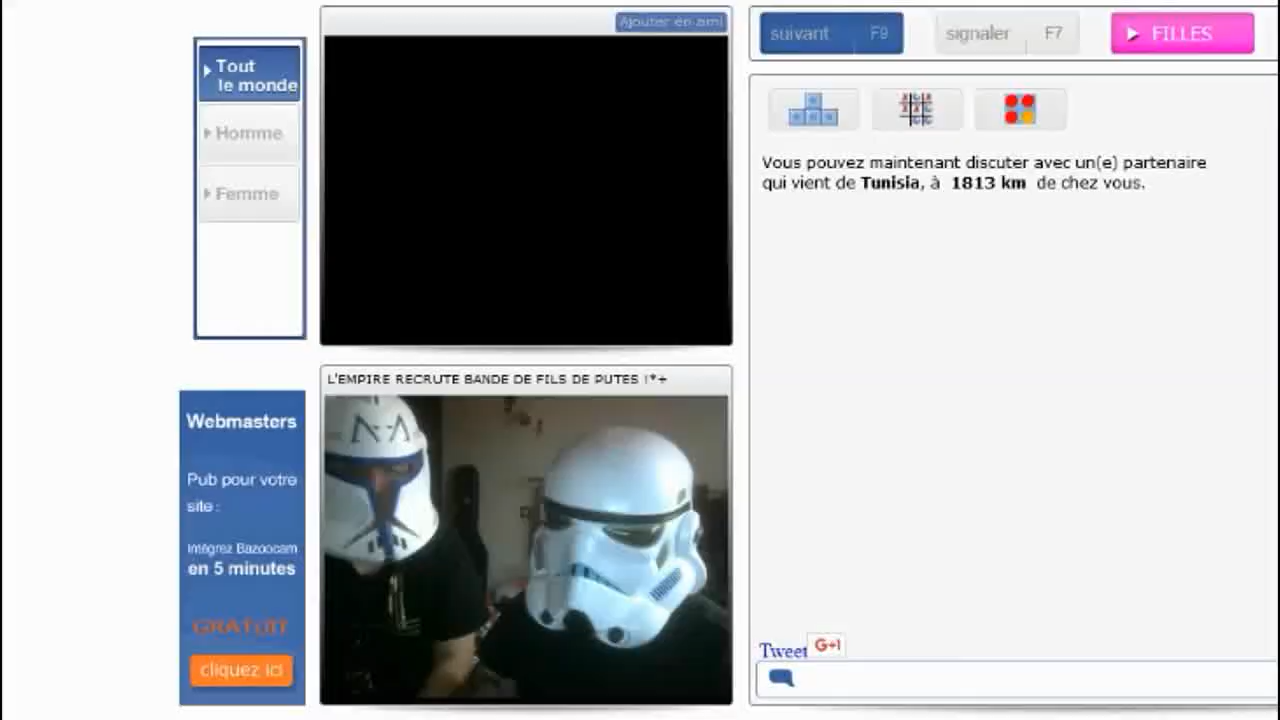 Ajouter en ami
suivant F9
signaler F7
FILLES
Tout
le monde
Homme
Femme
Vous pouvez maintenant discuter avec un(e) partenaire
qui vient de Tunisia, à 1813 km de chez vous.
L'EMPIRE RECRUTE BANDE DE FILS DE PUTES !*+
Webmasters
Pub pour votre
site :
Intégrez Bazoocam
en 5 minutes
GRATUIT
cliquez ici
Tweet
G+1